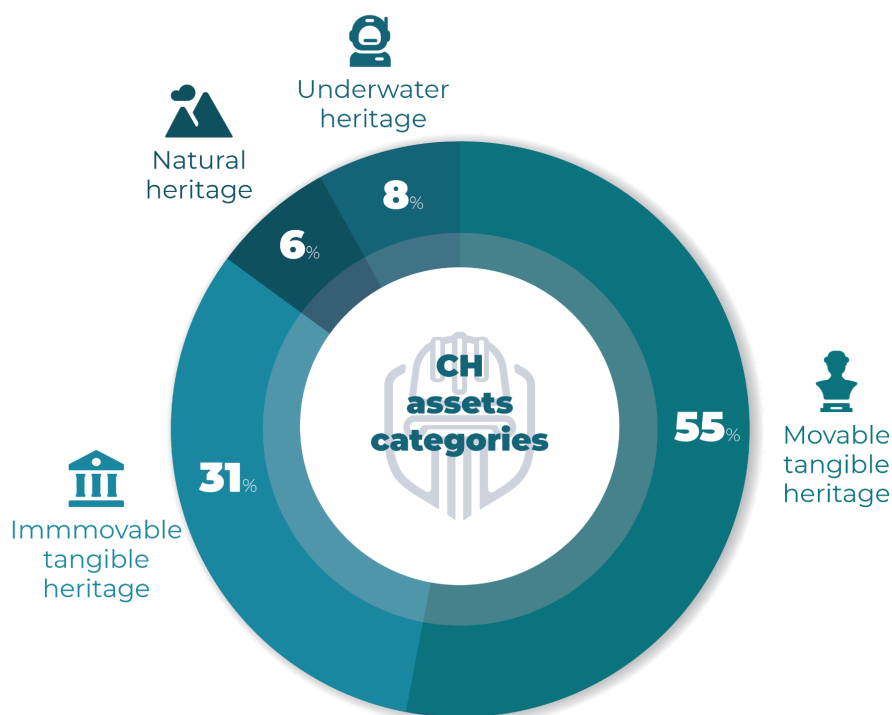 Underwater
heritage
Natural
heritage
8%
6%
CH
assets
categories
55%
Movable
tangible
heritage
31%
Immmovable
tangible
heritage